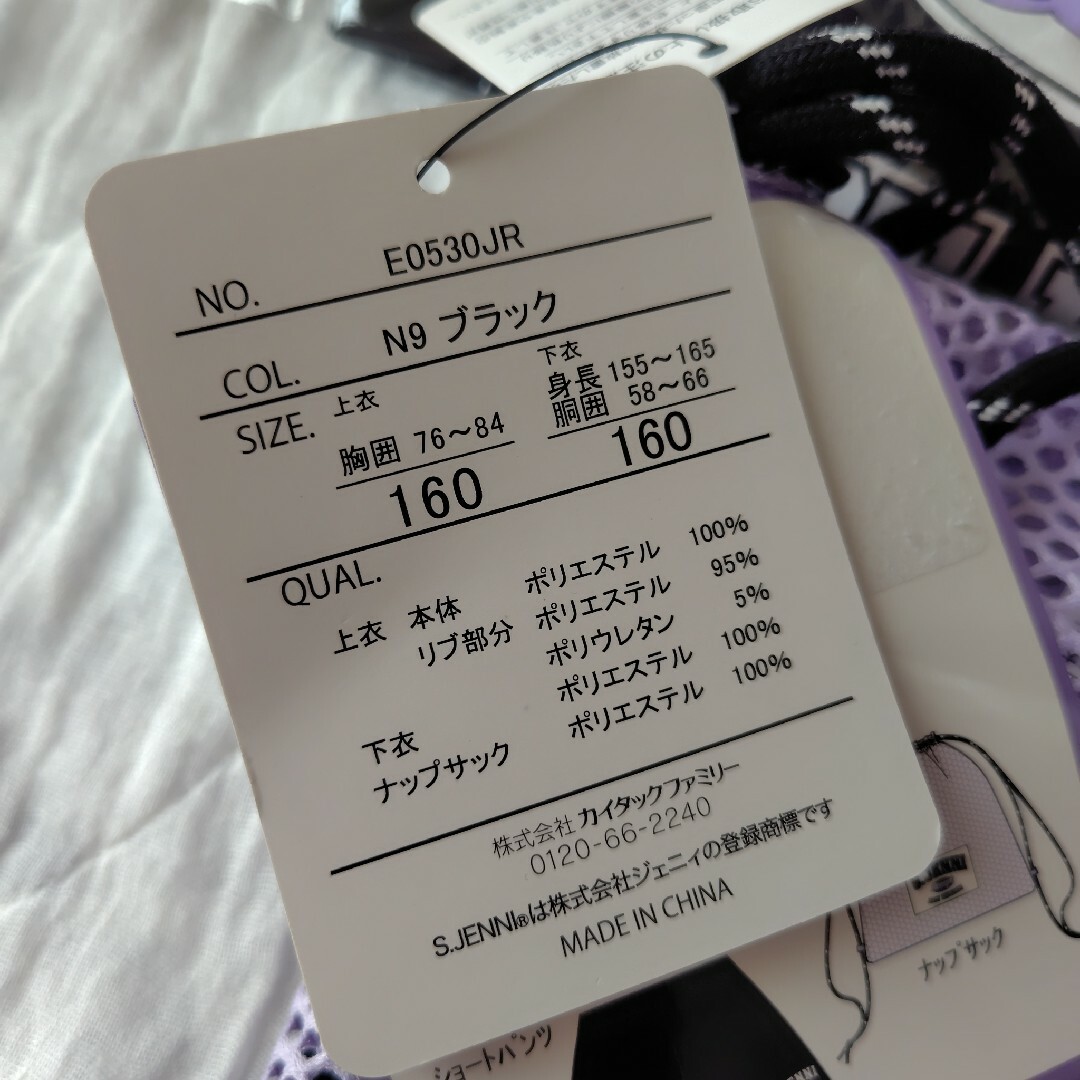 NO. E0530JR
COL. N9 ブラック
SIZE. 上衣 下衣
身長 155～165
胸囲 76～84 胴囲 58～66
160 160
QUAL.
上衣 本体 ポリエステル 100%
リブ部分 ポリエステル 95%
ポリウレタン 5%
下衣 ポリエステル 100%
ナップサック ポリエステル 100%
株式会社 カイタックファミリー
0120-66-2240
S.JENNI®は株式会社ジェニィの登録商標です
MADE IN CHINA
ナップサック
ショートパンツ